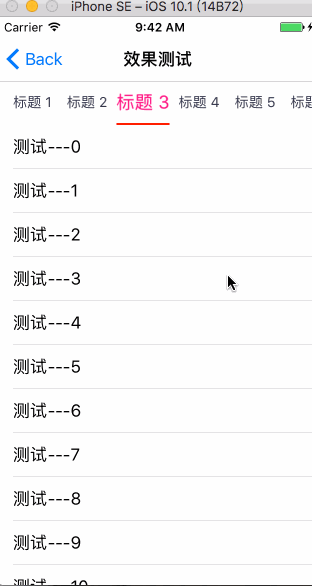 iPhone SE – iOS 10.1 (14B72)
Carrier 9:42 AM
Back 效果测试
标题 1 标题 2 标题 3 标题 4 标题 5 标题
测试---0
测试---1
测试---2
测试---3
测试---4
测试---5
测试---6
测试---7
测试---8
测试---9
测试---10